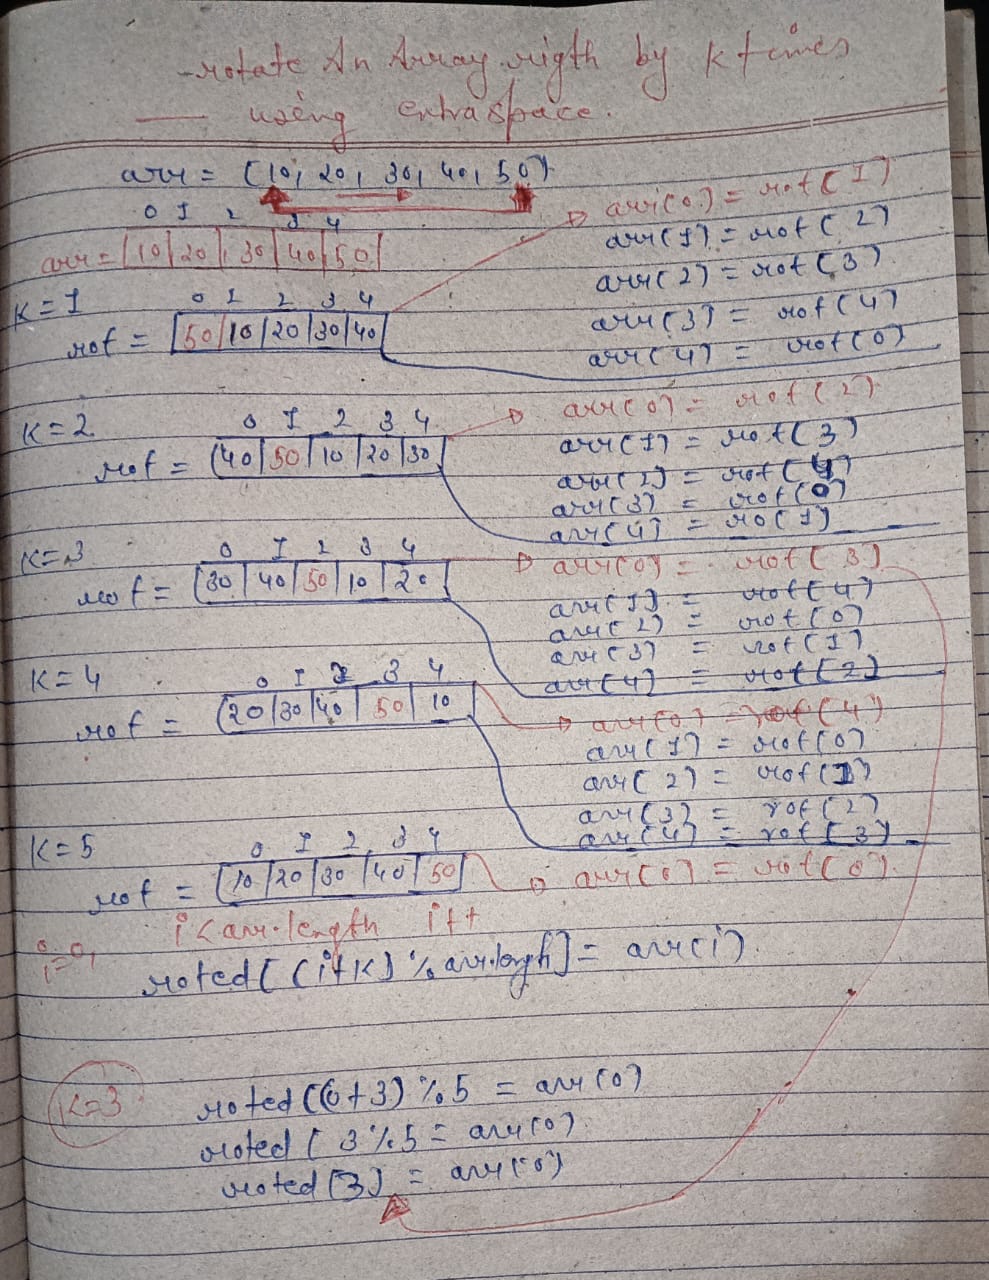 rotate An Array rigth by k times
— using extra space.
arr = (10, 20, 30, 40, 50)
0 1 2 3 4
arr = |10|20|30|40|50|
K=1
0 1 2 3 4
rot = [50|10|20|30|40]
arr(0) = rot(1)
arr(1) = rot(2)
arr(2) = rot(3)
arr(3) = rot(4)
arr(4) = rot(0)
K=2
0 1 2 3 4
rot = (40|50|10|20|30)
arr(0) = rot(2)
arr(1) = rot(3)
arr(2) = rot(4)
arr(3) = rot(0)
arr(4) = ro(1)
K=3
0 1 2 3 4
rot = [30|40|50|10|20]
arr(0) = rot(3)
arr(1) = rot(4)
arr(2) = rot(0)
arr(3) = rot(1)
arr(4) = rot(2)
K=4
0 1 2 3 4
rot = (20|30|40|50|10]
arr(0) = rot(4)
arr(1) = rot(0)
arr(2) = rot(1)
arr(3) = rot(2)
arr(4) = rot(3)
K=5
0 1 2 3 4
rot = [10|20|30|40|50]
arr(0) = rot(0).
i=0, i<arr.length i++
roted[(i+K) % arr.longh] = arr(i)
K=3
roted((0+3) % 5 = arr(0)
roted( 3%5 = arr(0)
roted(3) = arr(0)